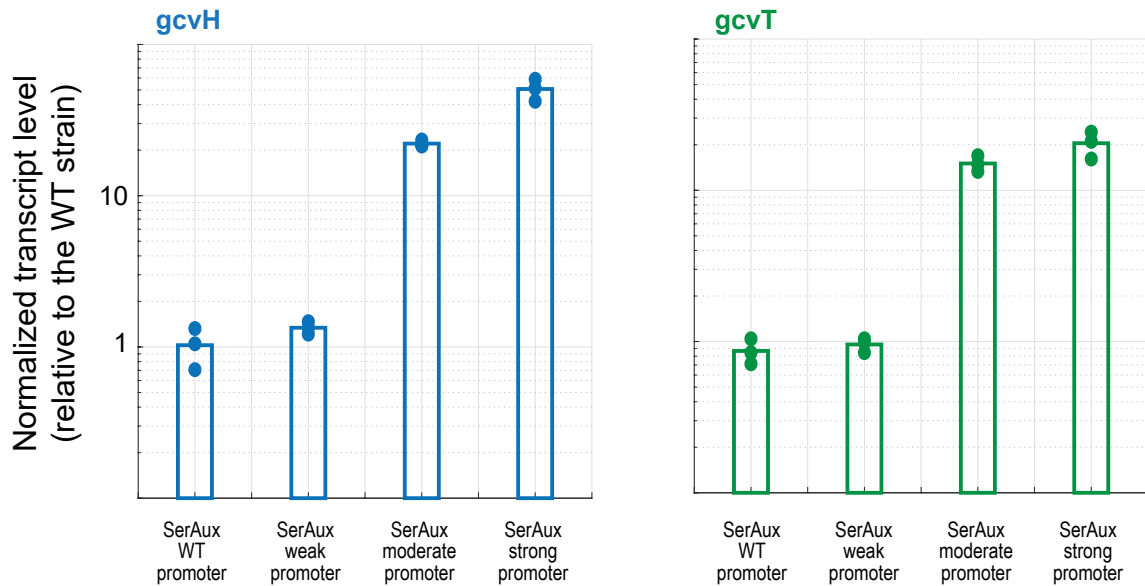 gcvH
gcvT
Normalized transcript level
(relative to the WT strain)
10
1
SerAux
WT
promoter
SerAux
weak
promoter
SerAux
moderate
promoter
SerAux
strong
promoter
SerAux
WT
promoter
SerAux
weak
promoter
SerAux
moderate
promoter
SerAux
strong
promoter